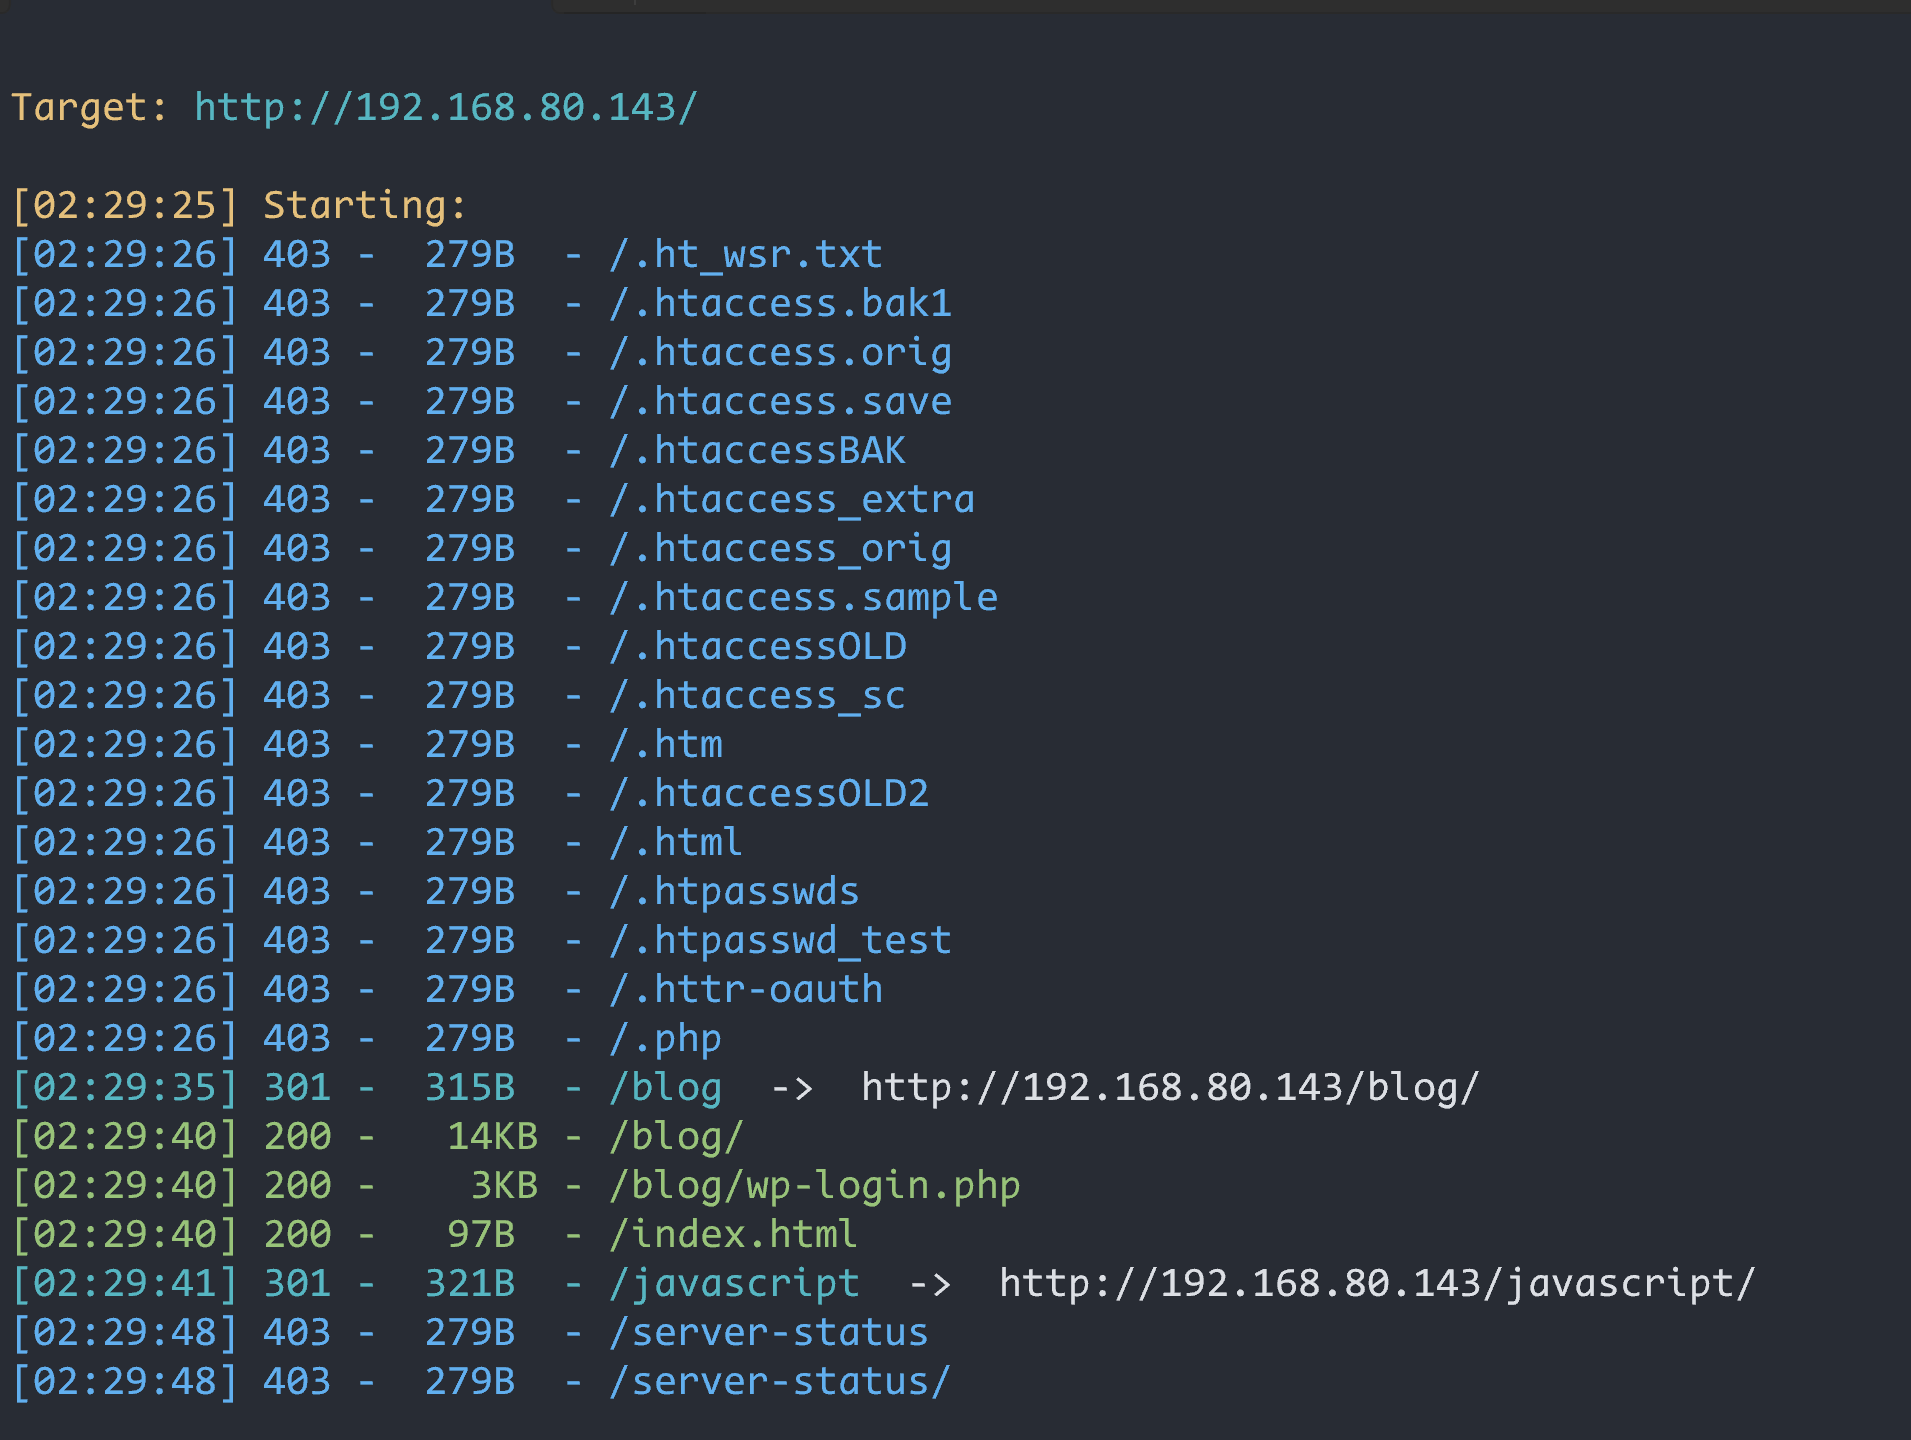 Target: http://192.168.80.143/
[02:29:25] Starting:
[02:29:26] 403 -  279B  - /.ht_wsr.txt
[02:29:26] 403 -  279B  - /.htaccess.bak1
[02:29:26] 403 -  279B  - /.htaccess.orig
[02:29:26] 403 -  279B  - /.htaccess.save
[02:29:26] 403 -  279B  - /.htaccessBAK
[02:29:26] 403 -  279B  - /.htaccess_extra
[02:29:26] 403 -  279B  - /.htaccess_orig
[02:29:26] 403 -  279B  - /.htaccess.sample
[02:29:26] 403 -  279B  - /.htaccessOLD
[02:29:26] 403 -  279B  - /.htaccess_sc
[02:29:26] 403 -  279B  - /.htm
[02:29:26] 403 -  279B  - /.htaccessOLD2
[02:29:26] 403 -  279B  - /.html
[02:29:26] 403 -  279B  - /.htpasswds
[02:29:26] 403 -  279B  - /.htpasswd_test
[02:29:26] 403 -  279B  - /.httr-oauth
[02:29:26] 403 -  279B  - /.php
[02:29:35] 301 -  315B  - /blog  ->  http://192.168.80.143/blog/
[02:29:40] 200 -   14KB - /blog/
[02:29:40] 200 -    3KB - /blog/wp-login.php
[02:29:40] 200 -   97B  - /index.html
[02:29:41] 301 -  321B  - /javascript  ->  http://192.168.80.143/javascript/
[02:29:48] 403 -  279B  - /server-status
[02:29:48] 403 -  279B  - /server-status/